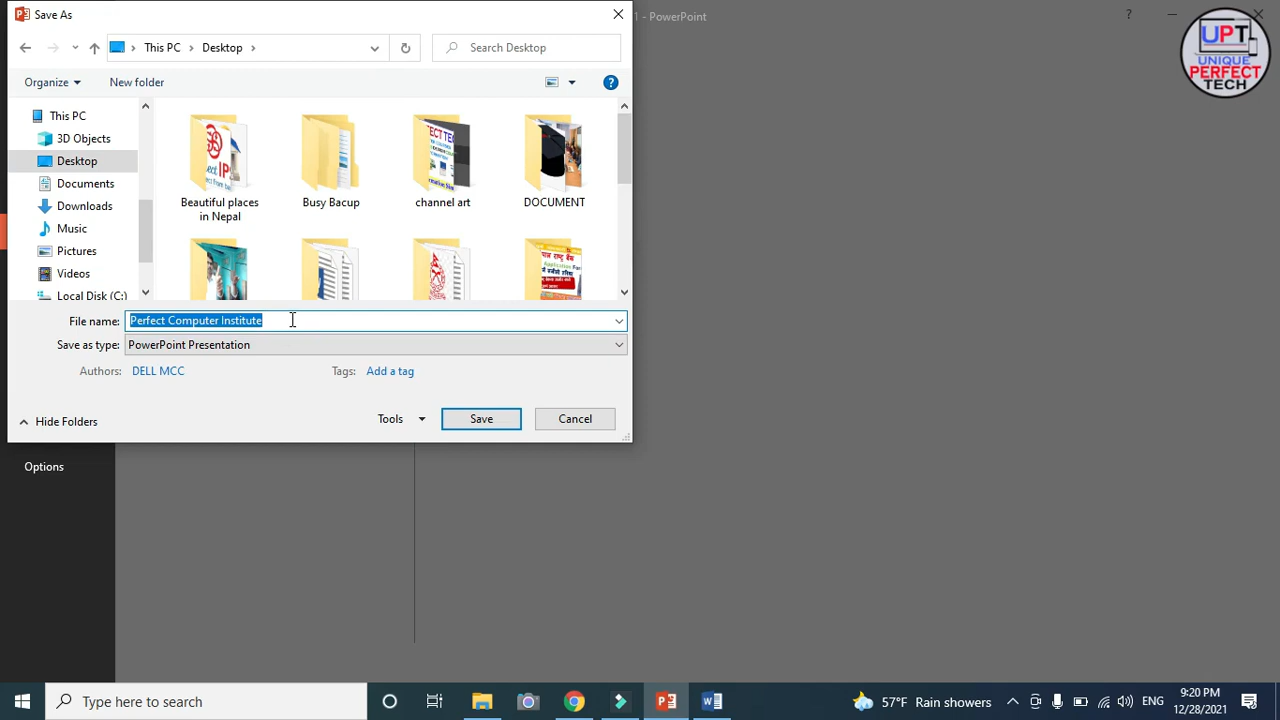 Save As
1 - PowerPoint
?
UPT
UNIQUE
PERFECT
TECH
This PC
Desktop
Search Desktop
Organize
New folder
?
This PC
3D Objects
Desktop
Documents
Downloads
Music
Pictures
Videos
Local Disk (C:)
Beautiful places
in Nepal
Busy Bacup
channel art
DOCUMENT
File name:
Perfect Computer Institute
Save as type:
PowerPoint Presentation
Authors:
DELL MCC
Tags:
Add a tag
Hide Folders
Tools
Save
Cancel
Options
Type here to search
57°F Rain showers
ENG
9:20 PM
12/28/2021